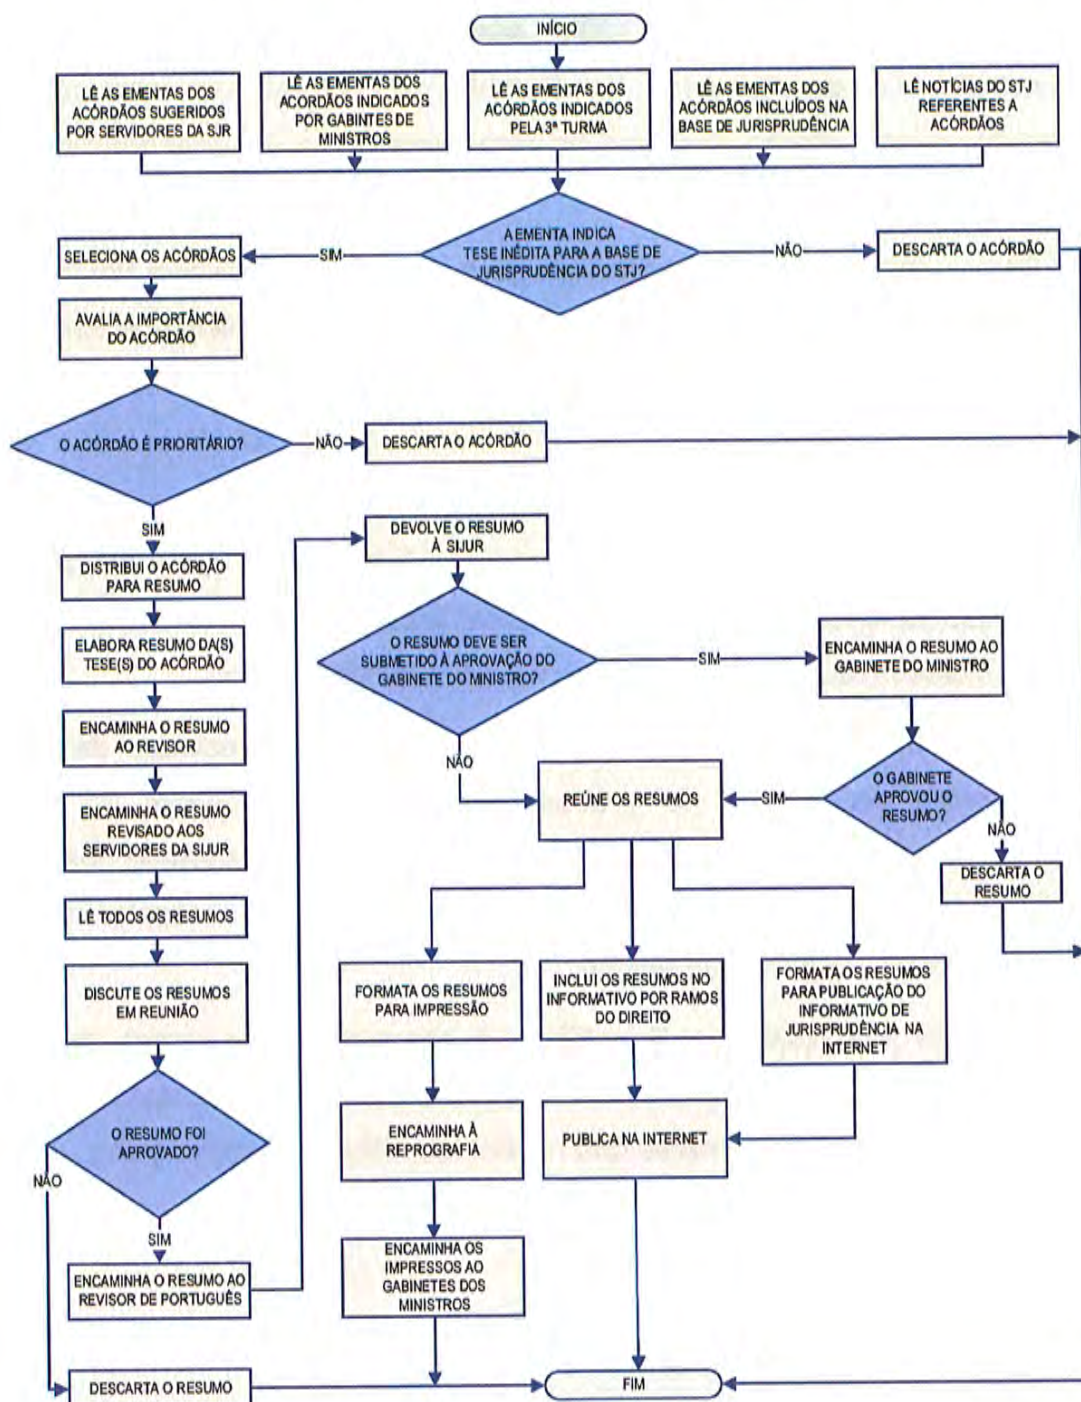 INÍCIO
LÊ AS EMENTAS DOS
ACÓRDÃOS SUGERIDOS
POR SERVIDORES DA SJR
LÊ AS EMENTAS DOS
ACORDÃOS INDICADOS
POR GABINTES DE
MINISTROS
LÊ AS EMENTAS DOS
ACÓRDÃOS INDICADOS
PELA 3ª TURMA
LÊ AS EMENTAS DOS
ACÓRDÃOS INCLUÍDOS NA
BASE DE JURISPRUDÊNCIA
LÊ NOTÍCIAS DO STJ
REFERENTES A
ACÓRDÃOS
A EMENTA INDICA
TESE INÉDITA PARA A BASE DE
JURISPRUDÊNCIA DO STJ?
SIM
NÃO
SELECIONA OS ACÓRDÃOS
DESCARTA O ACÓRDÃO
AVALIA A IMPORTÂNCIA
DO ACÓRDÃO
O ACÓRDÃO É PRIORITÁRIO?
NÃO
DESCARTA O ACÓRDÃO
SIM
DISTRIBUI O ACÓRDÃO
PARA RESUMO
ELABORA RESUMO DA(S)
TESE(S) DO ACÓRDÃO
ENCAMINHA O RESUMO
AO REVISOR
ENCAMINHA O RESUMO
REVISADO AOS
SERVIDORES DA SIJUR
LÊ TODOS OS RESUMOS
DISCUTE OS RESUMOS
EM REUNIÃO
O RESUMO FOI
APROVADO?
NÃO
SIM
ENCAMINHA O RESUMO AO
REVISOR DE PORTUGUÊS
DESCARTA O RESUMO
DEVOLVE O RESUMO
À SIJUR
O RESUMO DEVE SER
SUBMETIDO À APROVAÇÃO DO
GABINETE DO MINISTRO?
SIM
ENCAMINHA O RESUMO AO
GABINETE DO MINISTRO
NÃO
O GABINETE
APROVOU O
RESUMO?
SIM
NÃO
REÚNE OS RESUMOS
DESCARTA O
RESUMO
FORMATA OS RESUMOS
PARA IMPRESSÃO
INCLUI OS RESUMOS NO
INFORMATIVO POR RAMOS
DO DIREITO
FORMATA OS RESUMOS
PARA PUBLICAÇÃO DO
INFORMATIVO DE
JURISPRUDÊNCIA NA
INTERNET
ENCAMINHA À
REPROGRAFIA
PUBLICA NA INTERNET
ENCAMINHA OS
IMPRESSOS AO
GABINETES DOS
MINISTROS
FIM